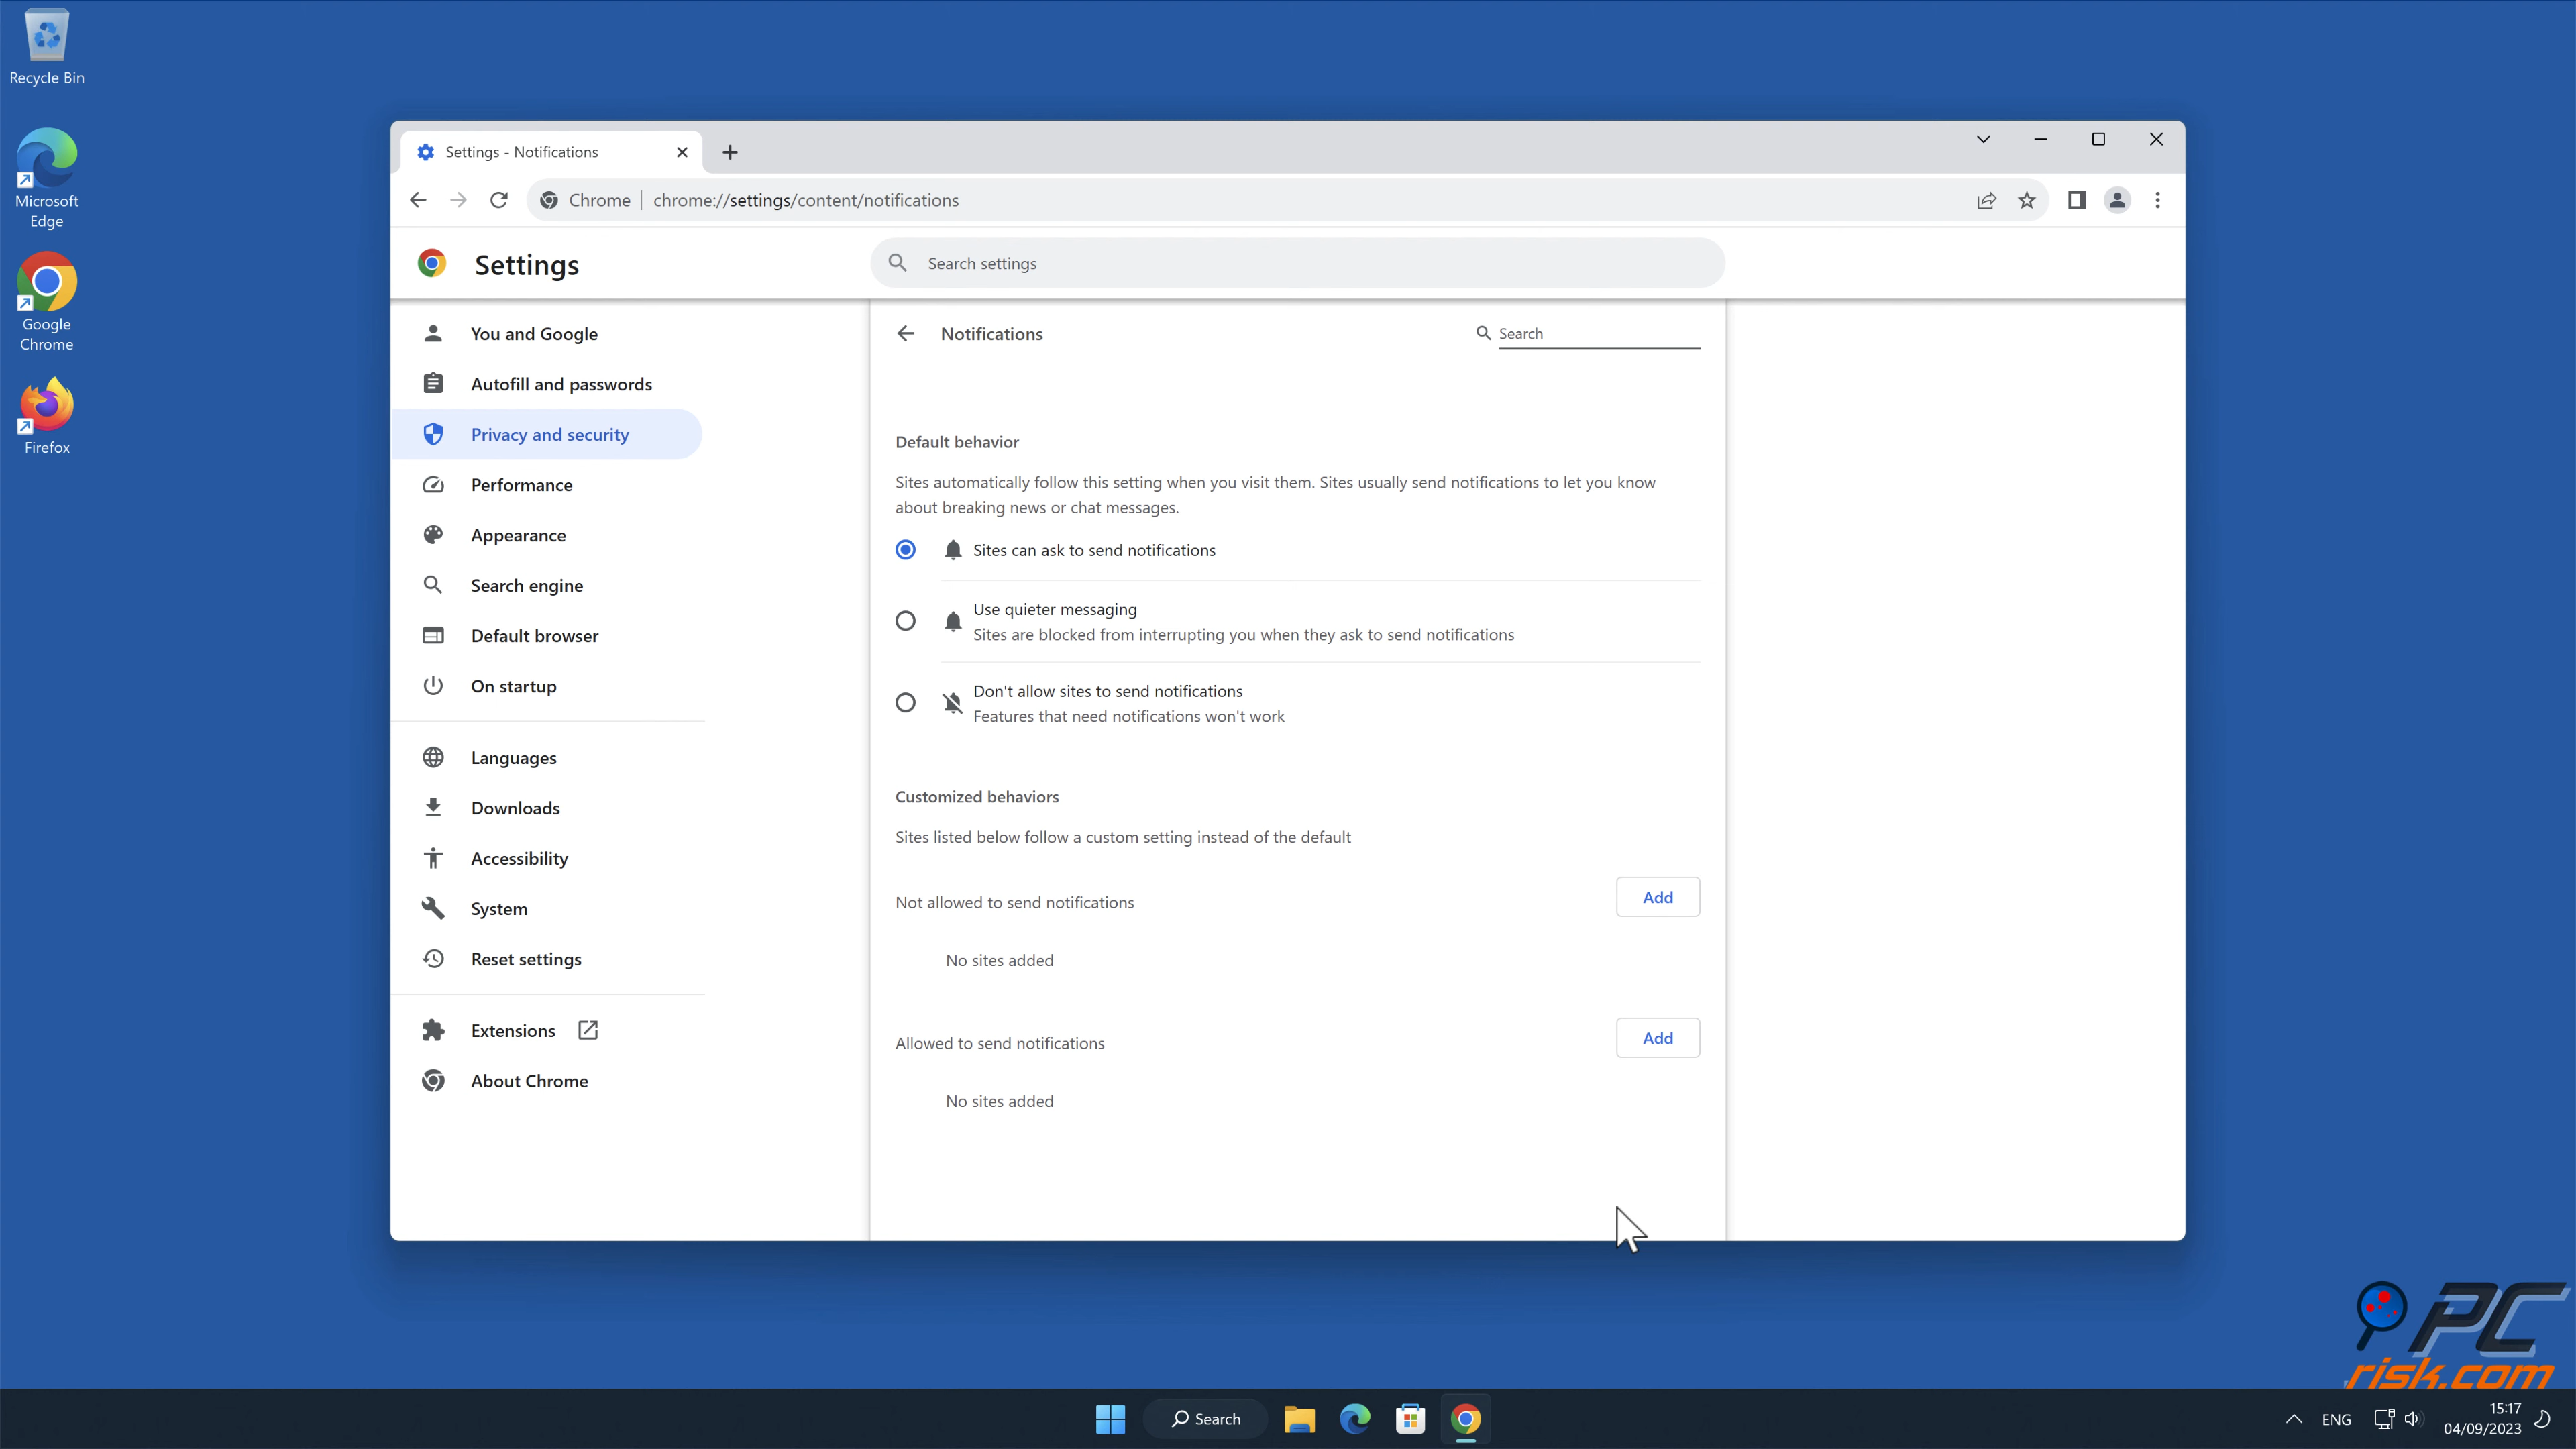 Recycle Bin
Microsoft
Edge
Google
Chrome
Firefox
Settings - Notifications
Chrome
chrome://settings/content/notifications
Settings
Search settings
You and Google
Autofill and passwords
Privacy and security
Performance
Appearance
Search engine
Default browser
On startup
Languages
Downloads
Accessibility
System
Reset settings
Extensions
About Chrome
Notifications
Search
Default behavior
Sites automatically follow this setting when you visit them. Sites usually send notifications to let you know
about breaking news or chat messages.
Sites can ask to send notifications
Use quieter messaging
Sites are blocked from interrupting you when they ask to send notifications
Don't allow sites to send notifications
Features that need notifications won't work
Customized behaviors
Sites listed below follow a custom setting instead of the default
Not allowed to send notifications
Add
No sites added
Allowed to send notifications
Add
No sites added
PC
risk.com
Search
ENG
15:17
04/09/2023